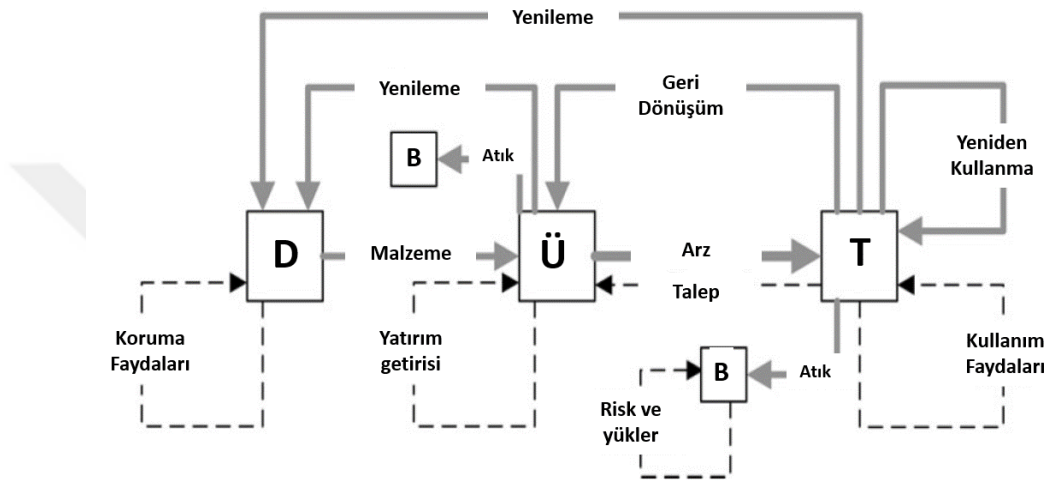 Yenileme
Yenileme
Geri
Dönüşüm
Yeniden
Kullanma
B
Atık
D
Malzeme
Ü
Arz
T
Talep
Koruma
Faydaları
Yatırım
getirisi
Kullanım
Faydaları
B
Atık
Risk ve
yükler